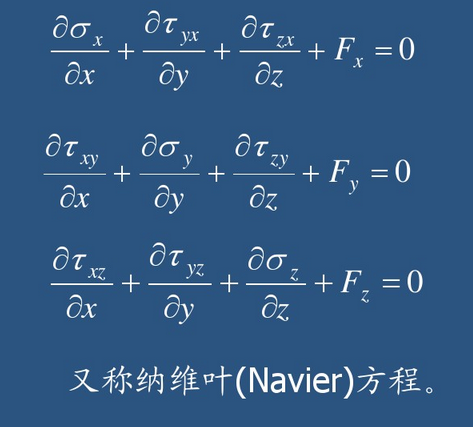 ∂σ_x/∂x + ∂τ_yx/∂y + ∂τ_zx/∂z + F_x = 0
∂τ_xy/∂x + ∂σ_y/∂y + ∂τ_zy/∂z + F_y = 0
∂τ_xz/∂x + ∂τ_yz/∂y + ∂σ_z/∂z + F_z = 0
又称纳维叶(Navier)方程。